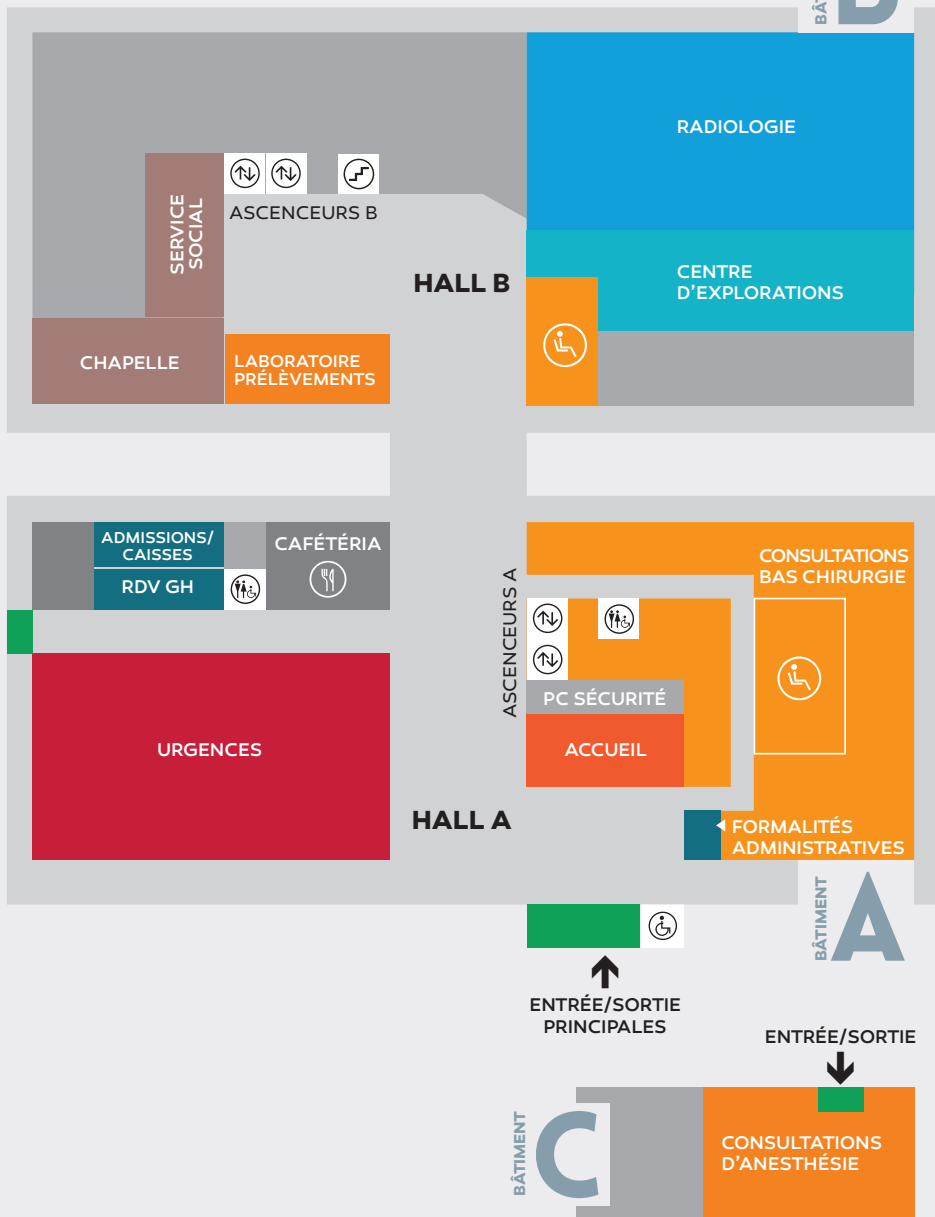 BÂTIMENT
B
RADIOLOGIE
SERVICE
SOCIAL
ASCENCEURS B
HALL B
CENTRE
D'EXPLORATIONS
CHAPELLE
LABORATOIRE
PRÉLÈVEMENTS
ADMISSIONS/
CAISSES
RDV GH
CAFÉTÉRIA
ASCENCEURS A
CONSULTATIONS
BAS CHIRURGIE
PC SÉCURITÉ
ACCUEIL
URGENCES
HALL A
FORMALITÉS
ADMINISTRATIVES
BÂTIMENT
A
ENTRÉE/SORTIE
PRINCIPALES
ENTRÉE/SORTIE
BÂTIMENT
C
CONSULTATIONS
D'ANESTHÉSIE